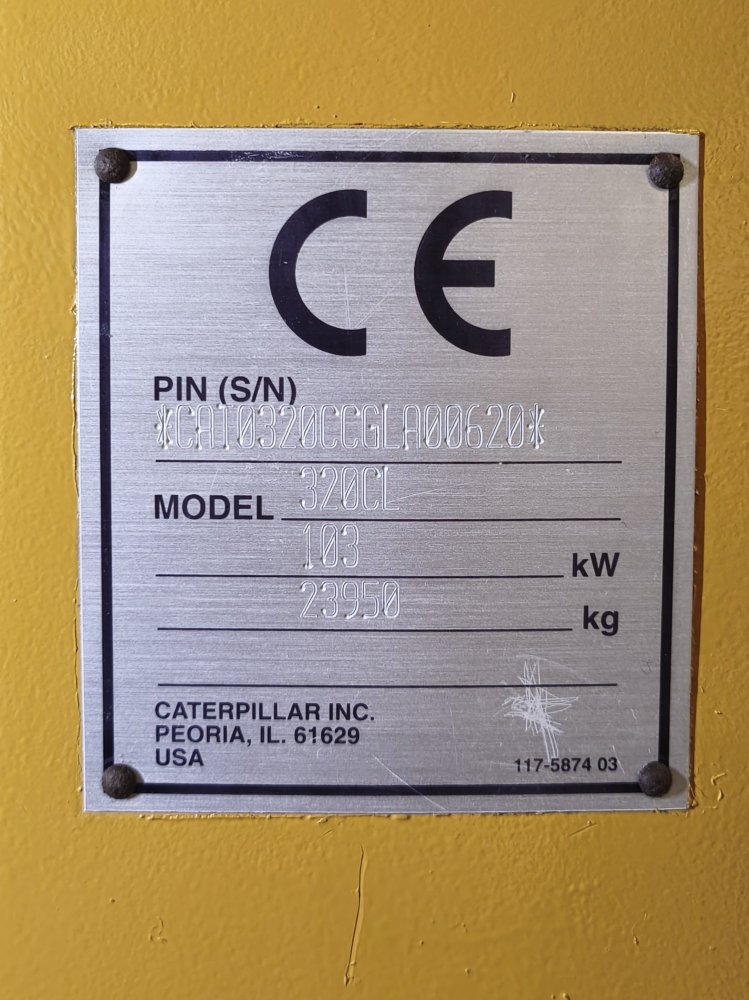 CE
PIN (S/N)
*CAT0320CCGLA00620*
MODEL 320CL
103 kW
23950 kg
CATERPILLAR INC.
PEORIA, IL. 61629
USA
117-5874 03